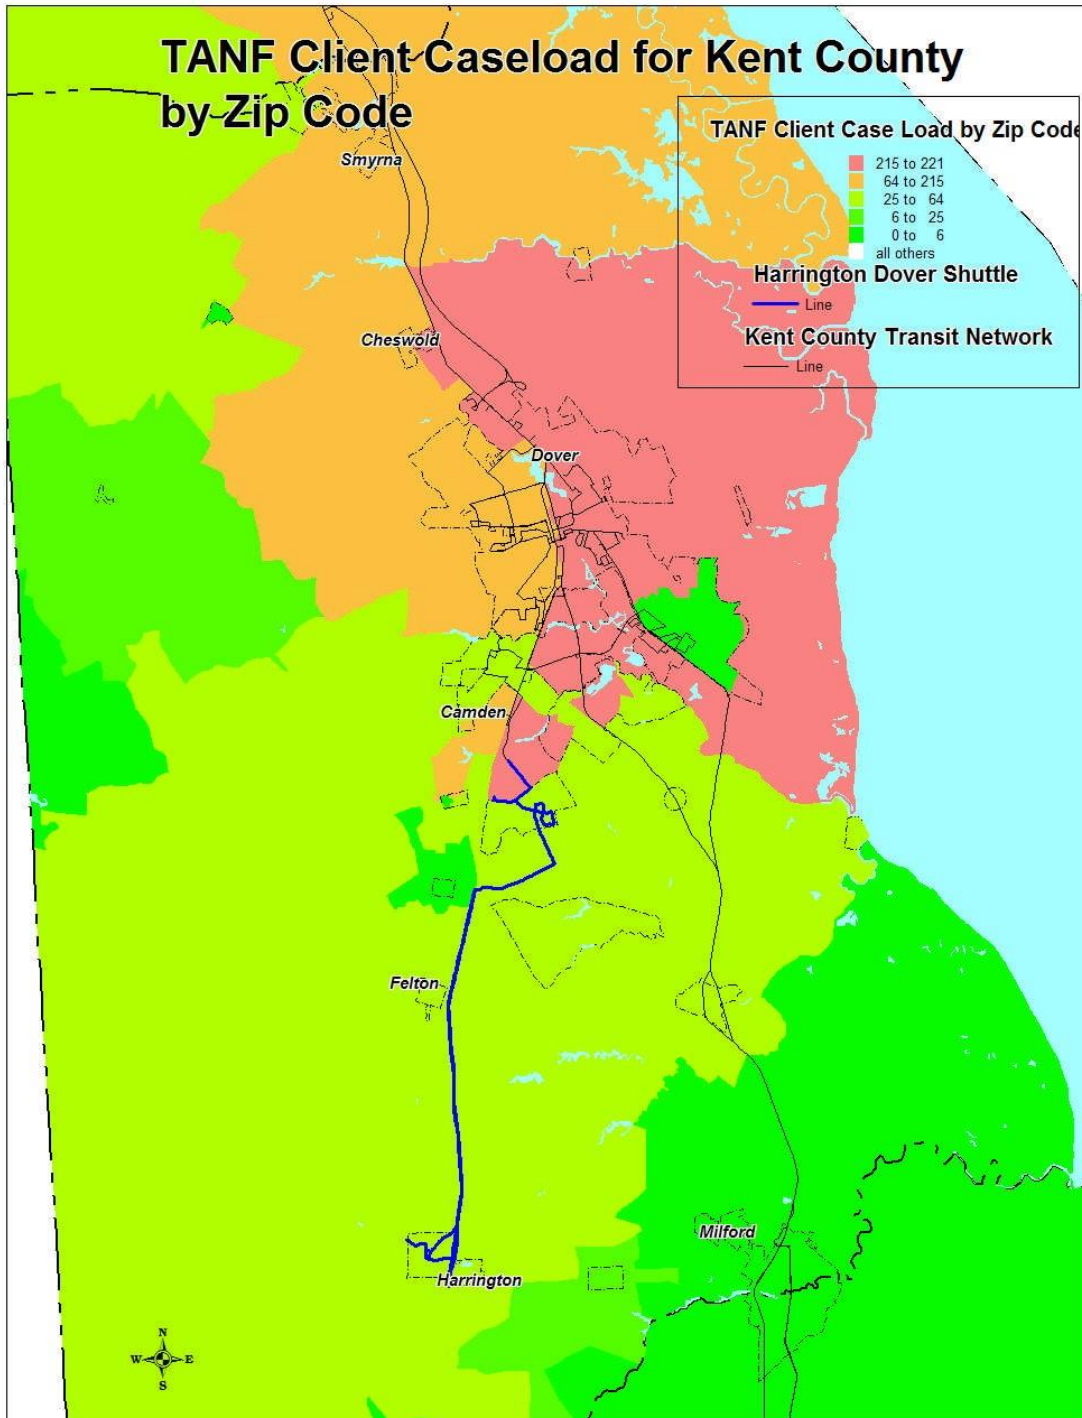 TANF Client Caseload for Kent County
by Zip Code
TANF Client Case Load by Zip Code
215 to 221
64 to 215
25 to 64
6 to 25
0 to 6
all others
Harrington Dover Shuttle
Line
Kent County Transit Network
Line
Smyrna
Cheswold
Dover
Camden
Felton
Milford
Harrington
N
W E
S